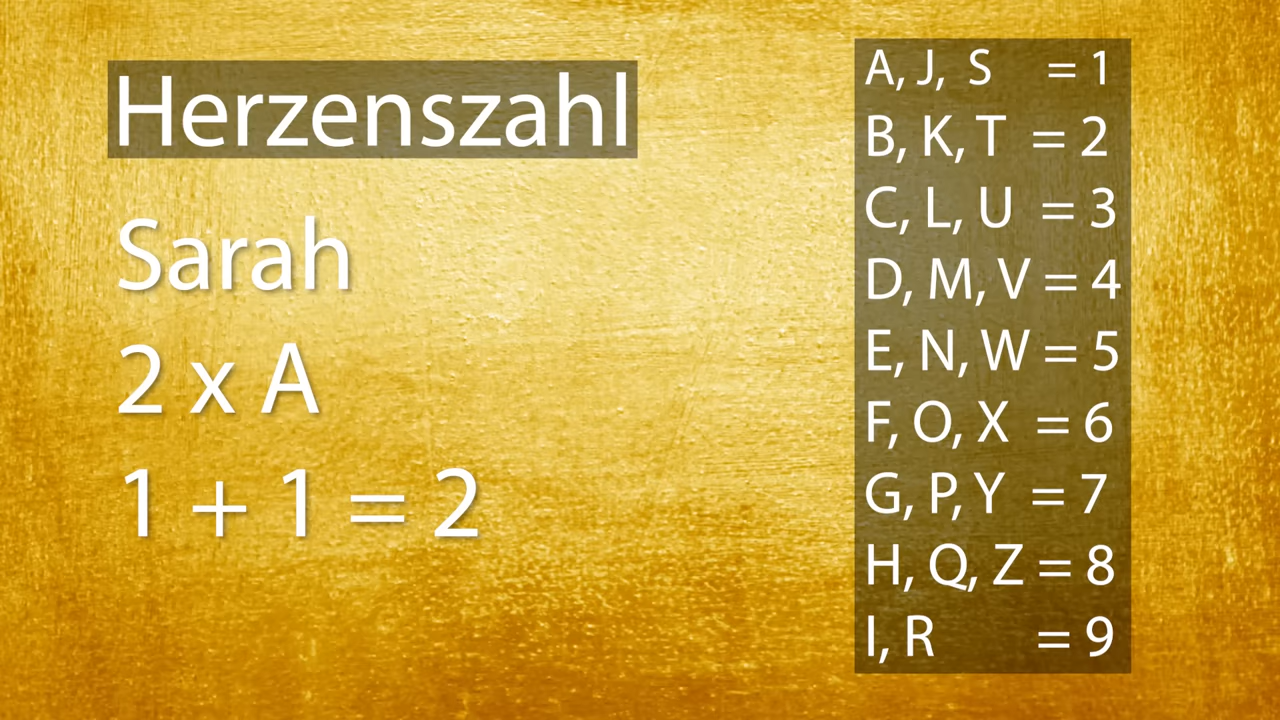 Herzenszahl
Sarah
2 x A
1 + 1 = 2
A, J, S = 1
B, K, T = 2
C, L, U = 3
D, M, V = 4
E, N, W = 5
F, O, X = 6
G, P, Y = 7
H, Q, Z = 8
I, R = 9